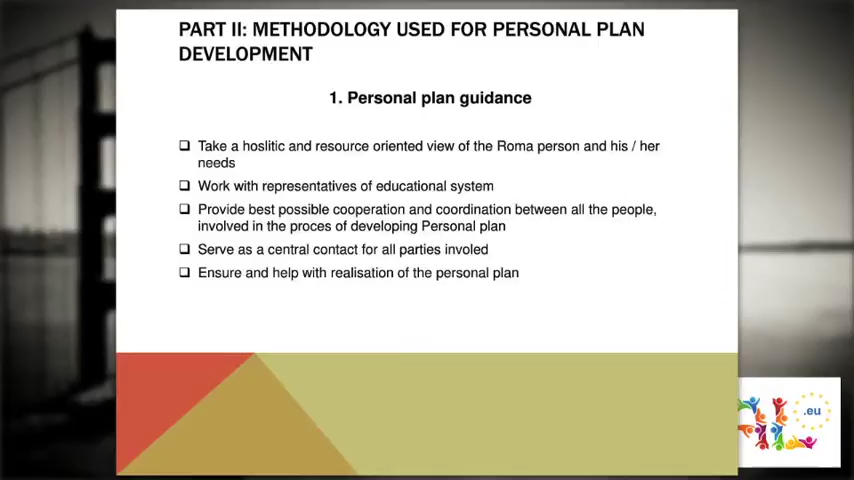 PART II: METHODOLOGY USED FOR PERSONAL PLAN
DEVELOPMENT
1. Personal plan guidance
Take a hoslitic and resource oriented view of the Roma person and his / her
needs
Work with representatives of educational system
Provide best possible cooperation and coordination between all the people,
involved in the proces of developing Personal plan
Serve as a central contact for all parties involed
Ensure and help with realisation of the personal plan
.eu